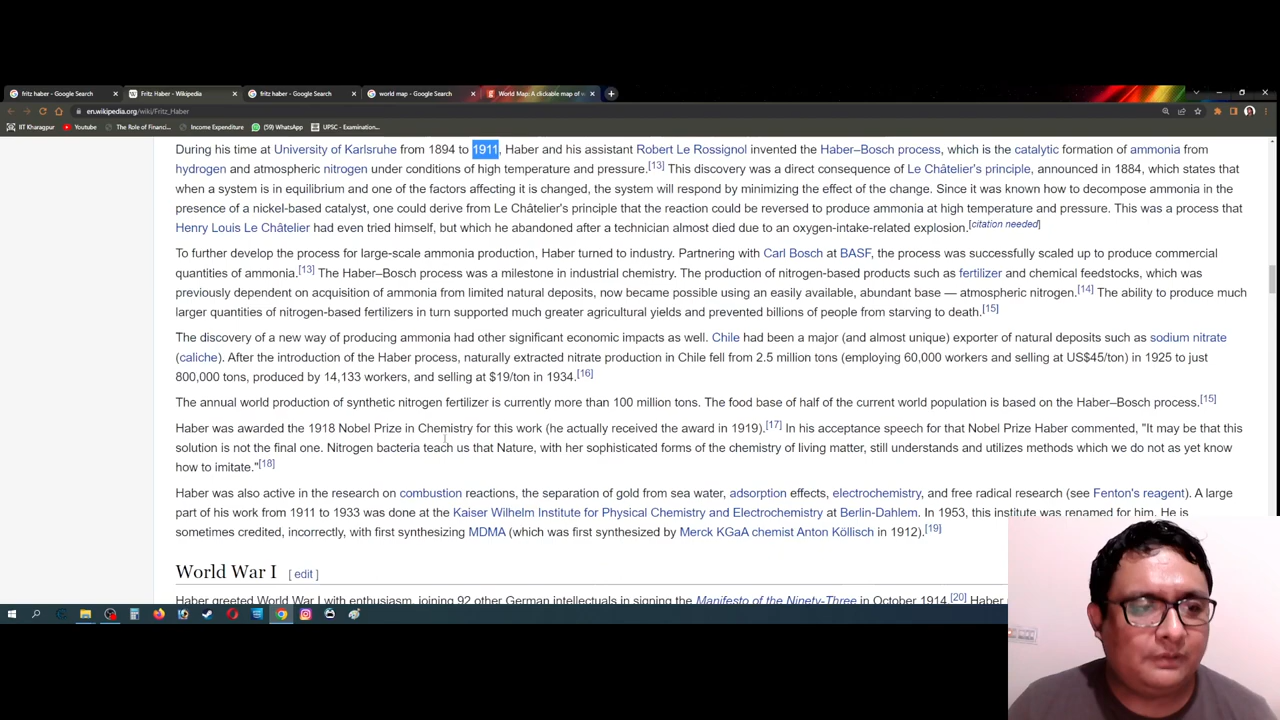 fritz haber - Google Search
Fritz Haber - Wikipedia
fritz haber - Google Search
world map - Google Search
World Map: A clickable map of w
en.wikipedia.org/wiki/Fritz_Haber
IIT Kharagpur
Youtube
The Role of Financi...
Income Expenditure
(59) WhatsApp
UPSC - Examination...
During his time at University of Karlsruhe from 1894 to 1911, Haber and his assistant Robert Le Rossignol invented the Haber–Bosch process, which is the catalytic formation of ammonia from
hydrogen and atmospheric nitrogen under conditions of high temperature and pressure.[13] This discovery was a direct consequence of Le Châtelier's principle, announced in 1884, which states that
when a system is in equilibrium and one of the factors affecting it is changed, the system will respond by minimizing the effect of the change. Since it was known how to decompose ammonia in the
presence of a nickel-based catalyst, one could derive from Le Châtelier's principle that the reaction could be reversed to produce ammonia at high temperature and pressure. This was a process that
Henry Louis Le Châtelier had even tried himself, but which he abandoned after a technician almost died due to an oxygen-intake-related explosion.[citation needed]
To further develop the process for large-scale ammonia production, Haber turned to industry. Partnering with Carl Bosch at BASF, the process was successfully scaled up to produce commercial
quantities of ammonia.[13] The Haber–Bosch process was a milestone in industrial chemistry. The production of nitrogen-based products such as fertilizer and chemical feedstocks, which was
previously dependent on acquisition of ammonia from limited natural deposits, now became possible using an easily available, abundant base — atmospheric nitrogen.[14] The ability to produce much
larger quantities of nitrogen-based fertilizers in turn supported much greater agricultural yields and prevented billions of people from starving to death.[15]
The discovery of a new way of producing ammonia had other significant economic impacts as well. Chile had been a major (and almost unique) exporter of natural deposits such as sodium nitrate
(caliche). After the introduction of the Haber process, naturally extracted nitrate production in Chile fell from 2.5 million tons (employing 60,000 workers and selling at US$45/ton) in 1925 to just
800,000 tons, produced by 14,133 workers, and selling at $19/ton in 1934.[16]
The annual world production of synthetic nitrogen fertilizer is currently more than 100 million tons. The food base of half of the current world population is based on the Haber–Bosch process.[15]
Haber was awarded the 1918 Nobel Prize in Chemistry for this work (he actually received the award in 1919).[17] In his acceptance speech for that Nobel Prize Haber commented, "It may be that this
solution is not the final one. Nitrogen bacteria teach us that Nature, with her sophisticated forms of the chemistry of living matter, still understands and utilizes methods which we do not as yet know
how to imitate."[18]
Haber was also active in the research on combustion reactions, the separation of gold from sea water, adsorption effects, electrochemistry, and free radical research (see Fenton's reagent). A large
part of his work from 1911 to 1933 was done at the Kaiser Wilhelm Institute for Physical Chemistry and Electrochemistry at Berlin-Dahlem. In 1953, this institute was renamed for him. He is
sometimes credited, incorrectly, with first synthesizing MDMA (which was first synthesized by Merck KGaA chemist Anton Köllisch in 1912).[19]
World War I [ edit ]
Haber greeted World War I with enthusiasm, joining 92 other German intellectuals in signing the Manifesto of the Ninety-Three in October 1914.[20] Haber